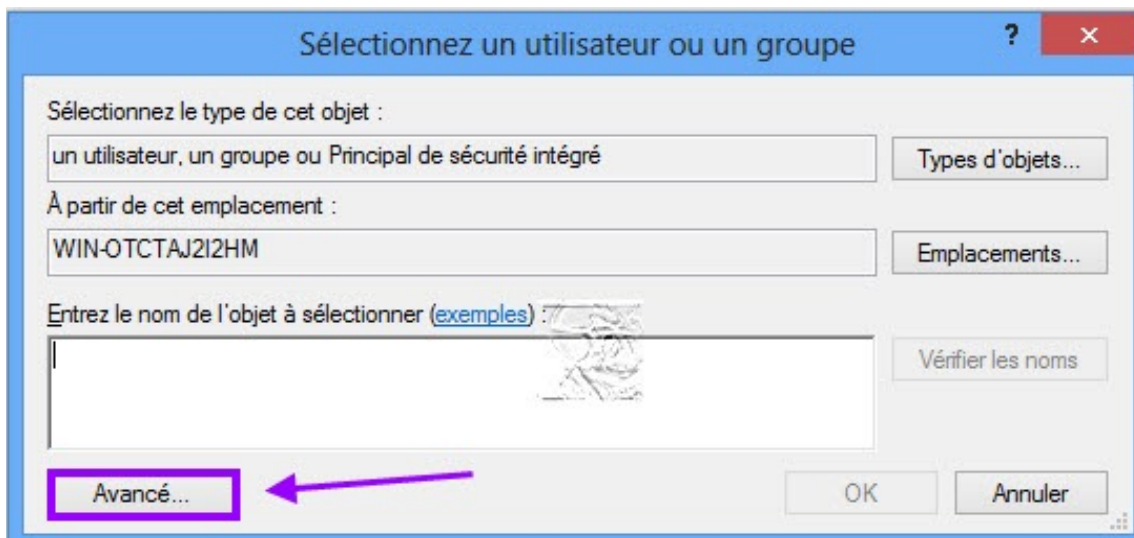 Sélectionnez un utilisateur ou un groupe
?
Sélectionnez le type de cet objet :
un utilisateur, un groupe ou Principal de sécurité intégré
Types d'objets...
À partir de cet emplacement :
WIN-OTCTAJ2I2HM
Emplacements...
Entrez le nom de l'objet à sélectionner (exemples) :
Vérifier les noms
Avancé...
OK
Annuler